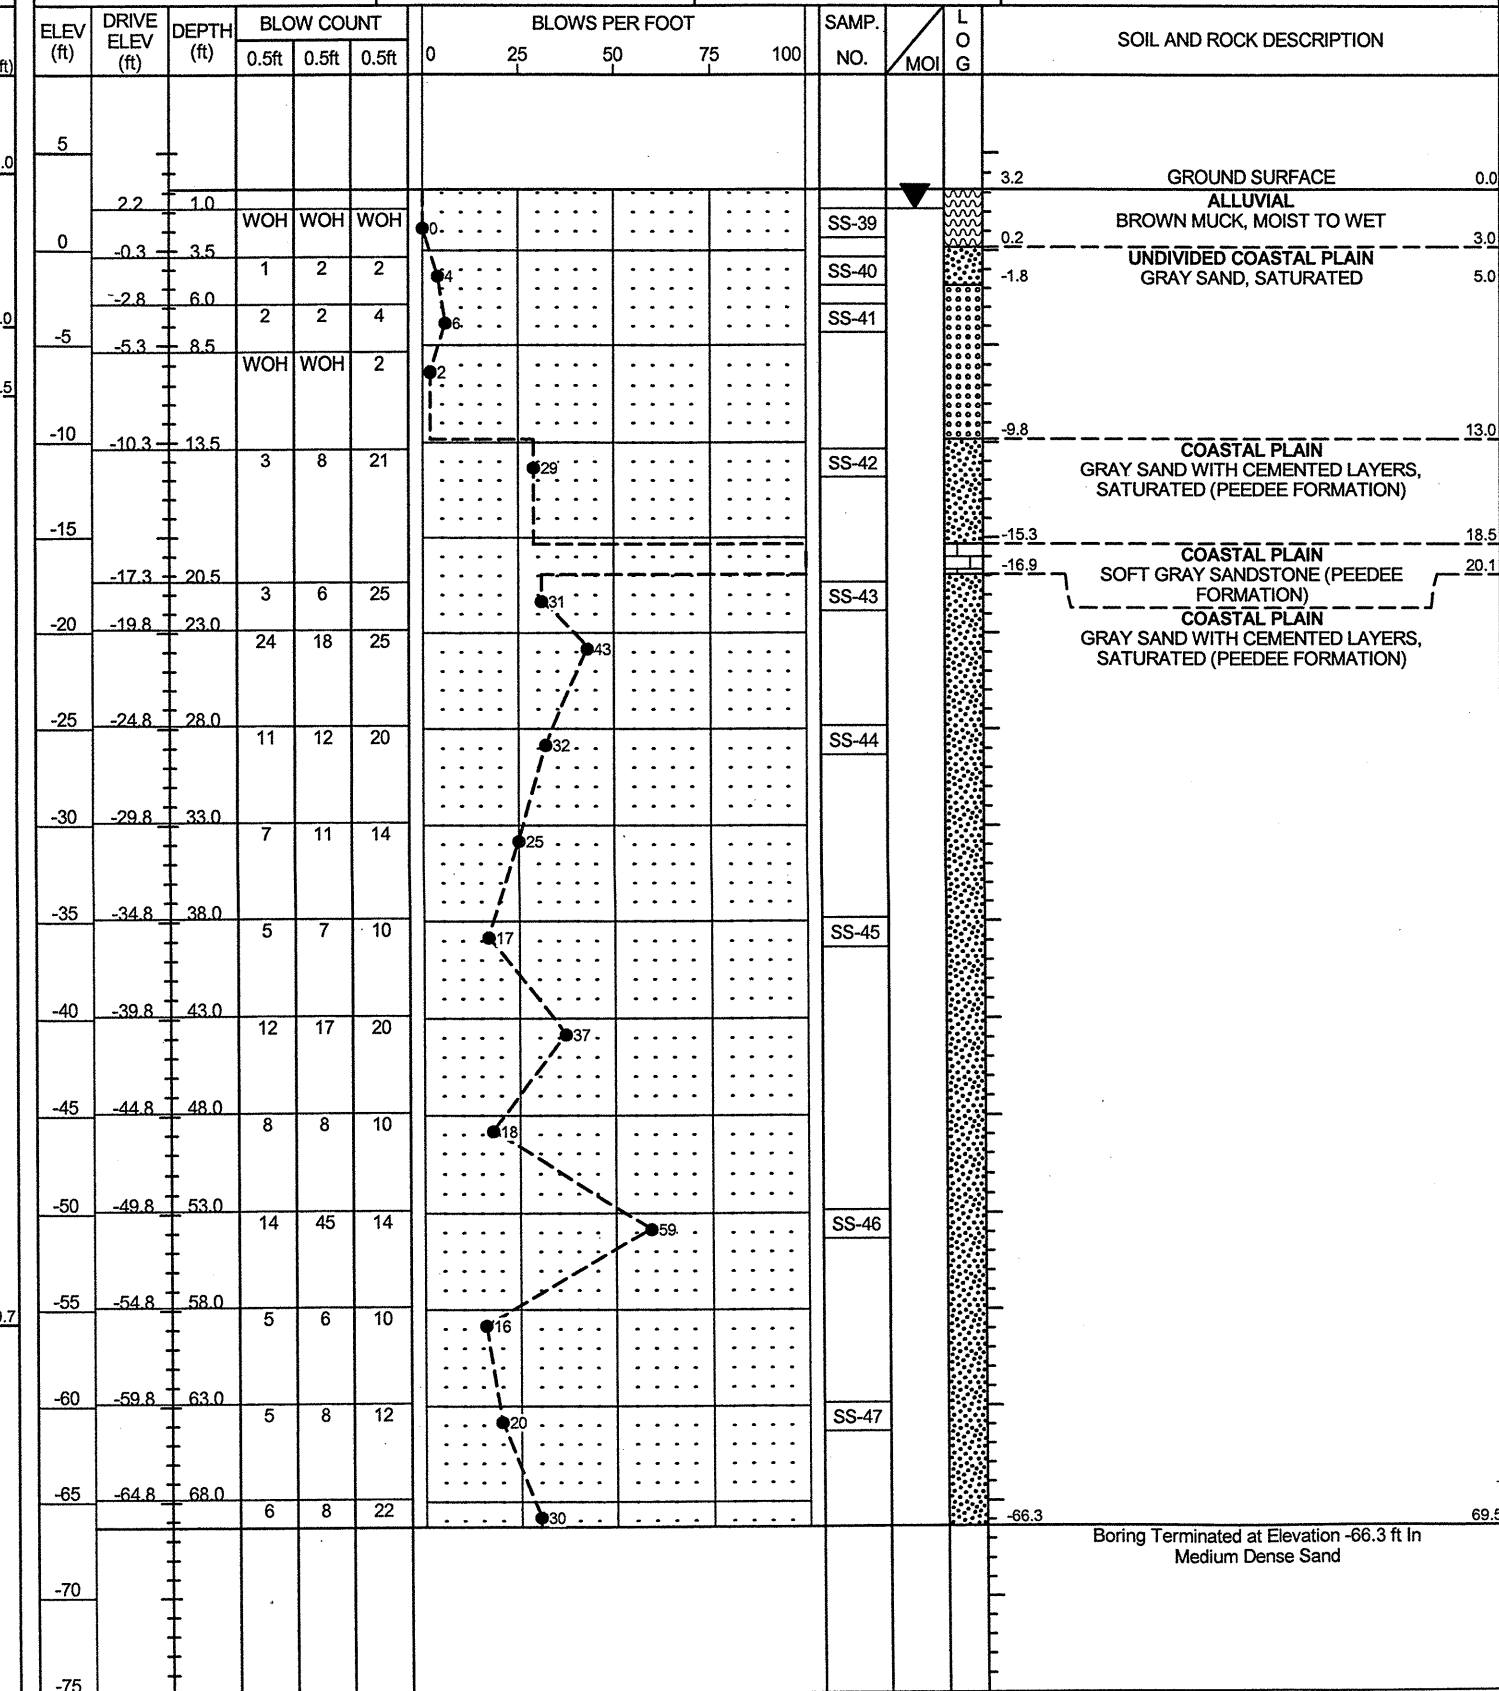 ELEV (ft) DRIVE ELEV (ft) DEPTH (ft) BLOW COUNT BLOWS PER FOOT SAMP. NO. MOI LOG SOIL AND ROCK DESCRIPTION
0.5ft 0.5ft 0.5ft 0 25 50 75 100
ft)
5
.0
3.2 GROUND SURFACE 0.0
ALLUVIAL
2.2 1.0
WOH WOH WOH 0 SS-39 BROWN MUCK, MOIST TO WET
0 0.2 3.0
-0.3 3.5
UNDIVIDED COASTAL PLAIN
1 2 2 4 SS-40 -1.8 GRAY SAND, SATURATED 5.0
-2.8 6.0
2 2 4 6 SS-41
.0
-5 -5.3 8.5
WOH WOH 2 2
.5
-10 -10.3 13.5 -9.8 13.0
COASTAL PLAIN
3 8 21 29 SS-42 GRAY SAND WITH CEMENTED LAYERS,
SATURATED (PEEDEE FORMATION)
-15 -15.3 18.5
COASTAL PLAIN
-16.9 SOFT GRAY SANDSTONE (PEEDEE 20.1
FORMATION)
-17.3 20.5
3 6 25 31 SS-43
COASTAL PLAIN
-20 -19.8 23.0
24 18 25 43 GRAY SAND WITH CEMENTED LAYERS,
SATURATED (PEEDEE FORMATION)
-25 -24.8 28.0
11 12 20 32 SS-44
-30 -29.8 33.0
7 11 14 25
-35 -34.8 38.0
5 7 10 17 SS-45
-40 -39.8 43.0
12 17 20 37
-45 -44.8 48.0
8 8 10 18
-50 -49.8 53.0
14 45 14 59 SS-46
-55 -54.8 58.0
5 6 10 16
-60 -59.8 63.0
5 8 12 20 SS-47
-65 -64.8 68.0
6 8 22 30 -66.3 69.5
Boring Terminated at Elevation -66.3 ft In
Medium Dense Sand
-70
-75